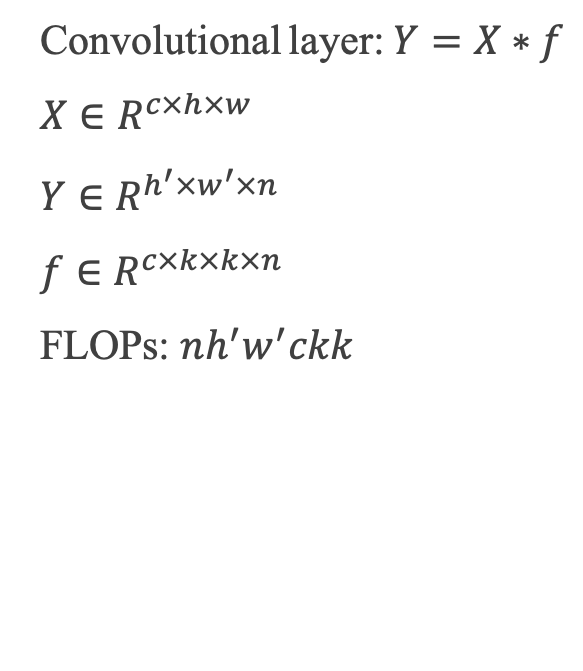 Convolutional layer: Y = X * f
X ∈ R^{c×h×w}
Y ∈ R^{h′×w′×n}
f ∈ R^{c×k×k×n}
FLOPs: nh′w′ckk